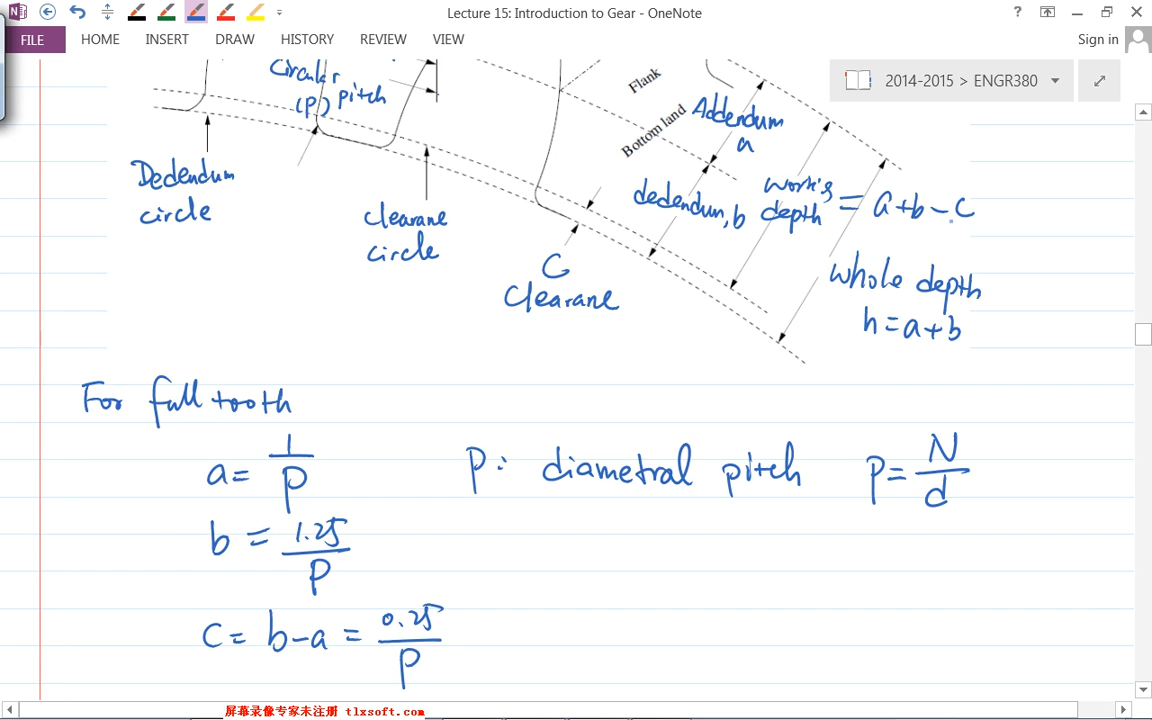 Lecture 15: Introduction to Gear - OneNote
?
FILE HOME INSERT DRAW HISTORY REVIEW VIEW
Sign in
2014-2015 > ENGR380
Circular
(P) pitch
Flank
Bottom land
Addendum
a
Dedendum
circle
clearane
circle
dedendum, b
working
depth = a+b-c
C
Clearane
Whole depth
h=a+b
For full tooth
a= 1/P
P: diametral pitch P= N/d
b = 1.25/P
C= b-a = 0.25/P
屏幕录像专家未注册 tlxsoft.com